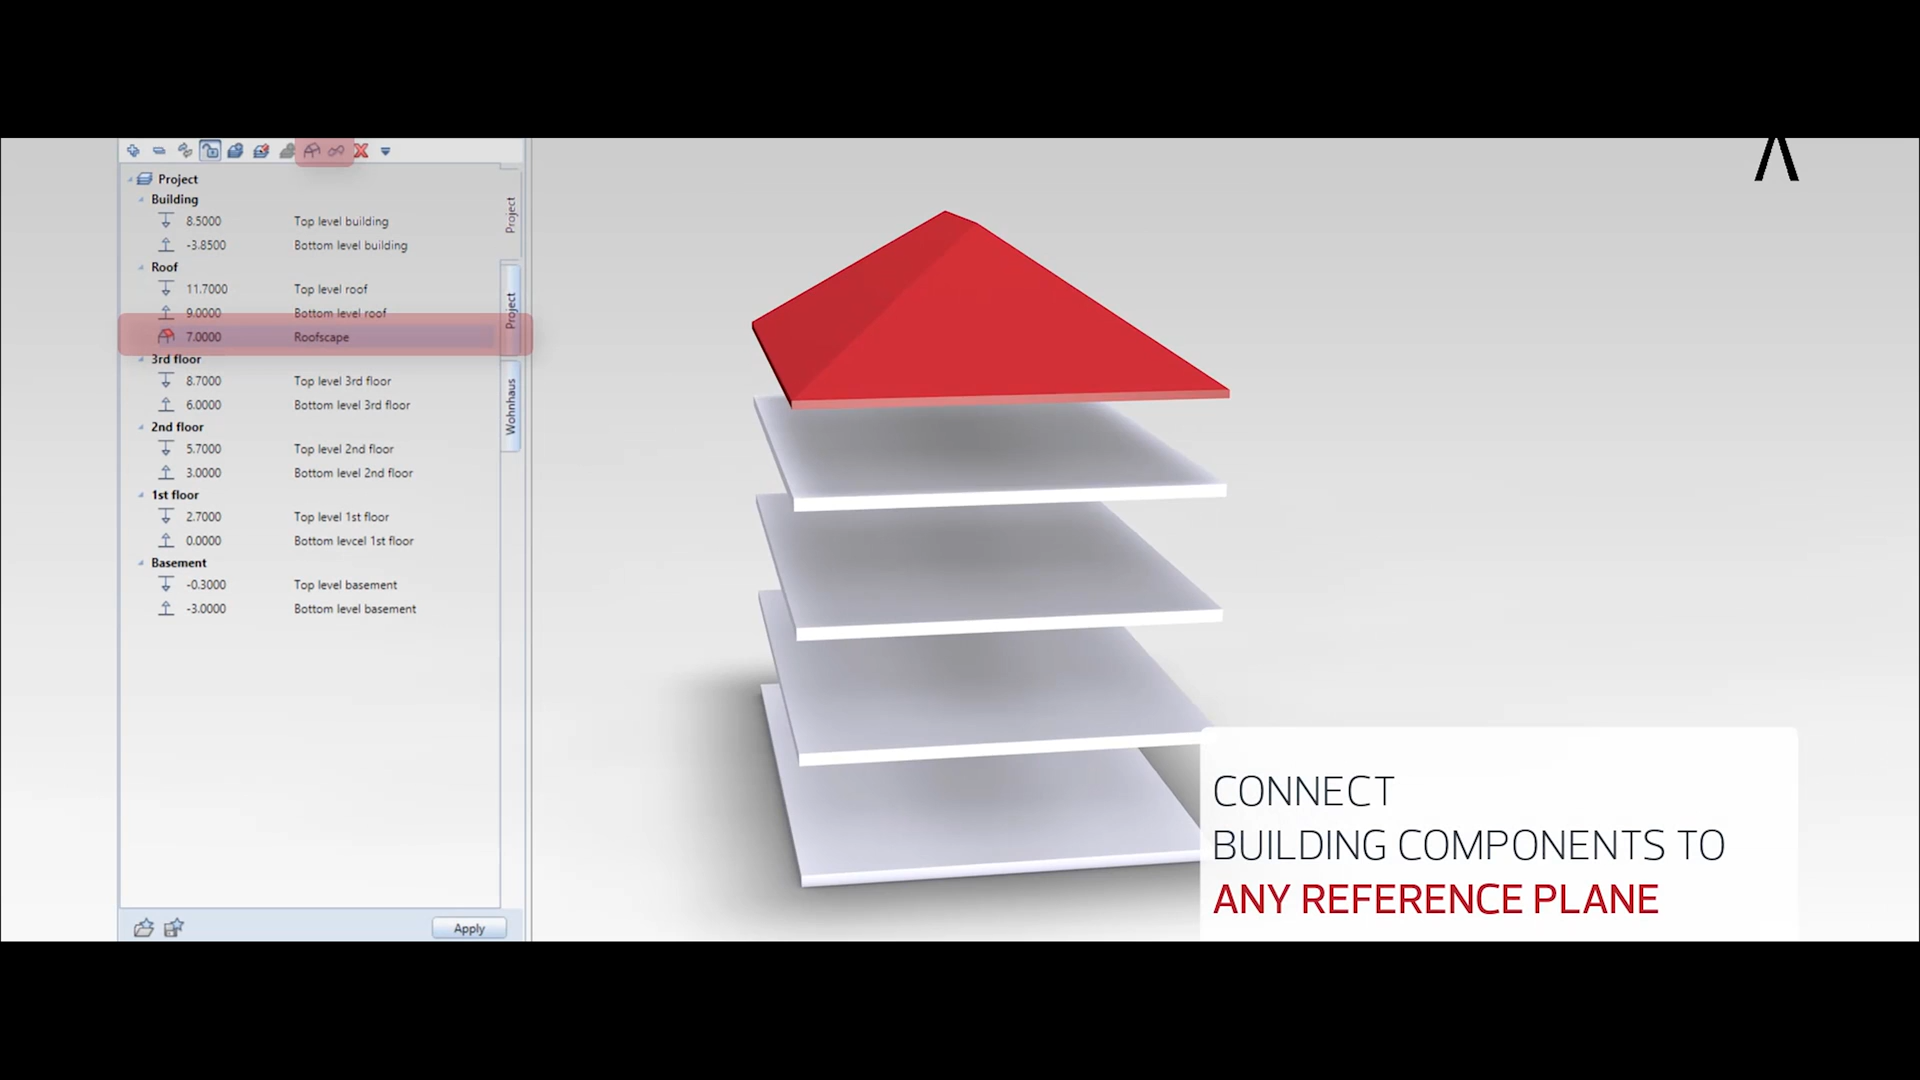 Project
Building
8.5000 Top level building
-3.8500 Bottom level building
Roof
11.7000 Top level roof
9.0000 Bottom level roof
7.0000 Roofscape
3rd floor
8.7000 Top level 3rd floor
6.0000 Bottom level 3rd floor
2nd floor
5.7000 Top level 2nd floor
3.0000 Bottom level 2nd floor
1st floor
2.7000 Top level 1st floor
0.0000 Bottom levcel 1st floor
Basement
-0.3000 Top level basement
-3.0000 Bottom level basement
Project
Project
Wohnhaus
Apply
CONNECT
BUILDING COMPONENTS TO
ANY REFERENCE PLANE